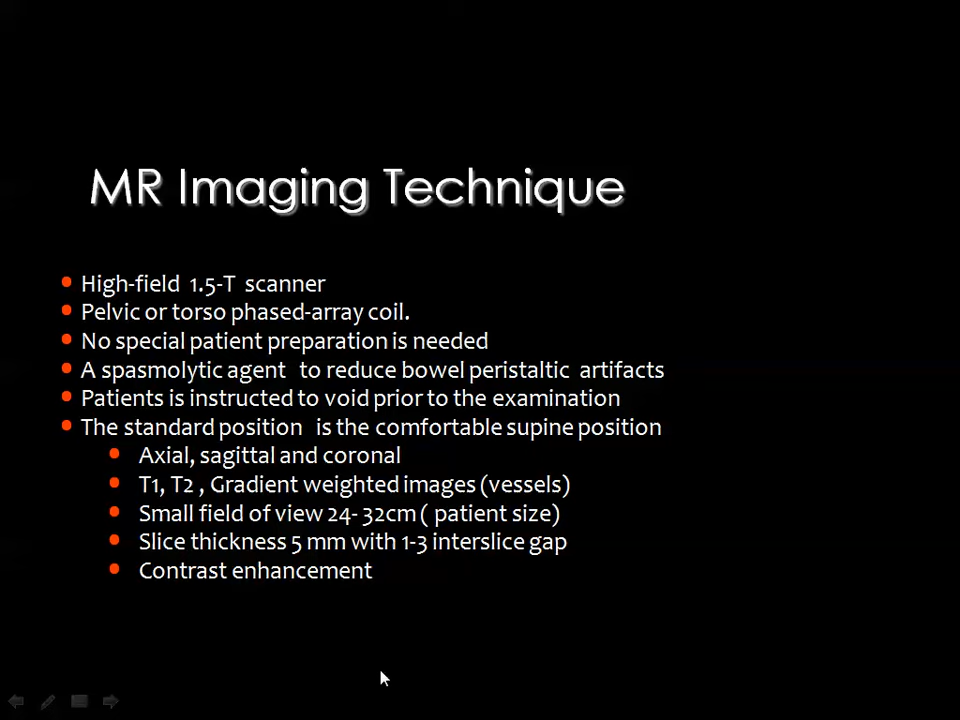 MR Imaging Technique
High-field 1.5-T scanner
Pelvic or torso phased-array coil.
No special patient preparation is needed
A spasmolytic agent to reduce bowel peristaltic artifacts
Patients is instructed to void prior to the examination
The standard position is the comfortable supine position
Axial, sagittal and coronal
T1, T2 , Gradient weighted images (vessels)
Small field of view 24- 32cm ( patient size)
Slice thickness 5 mm with 1-3 interslice gap
Contrast enhancement